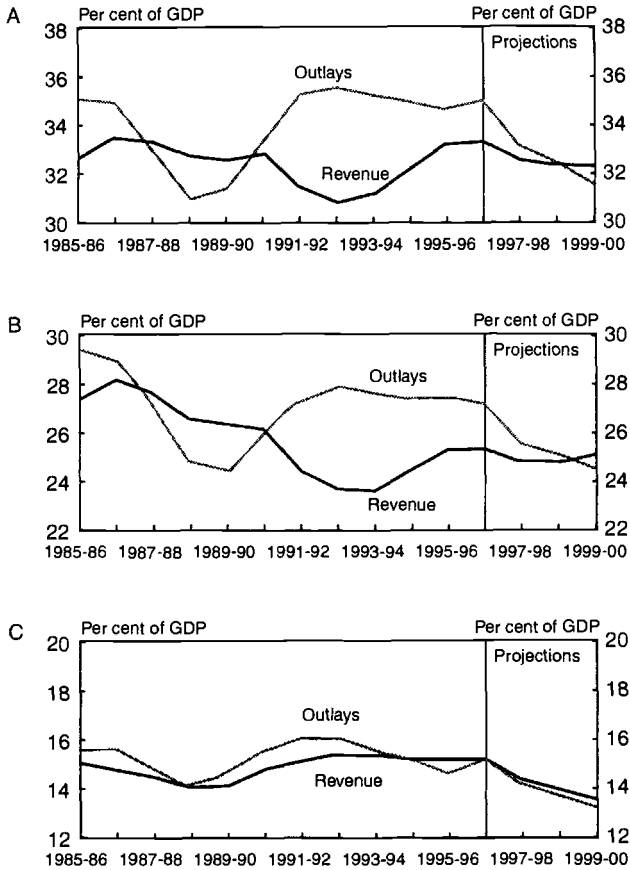 A
Per cent of GDP Per cent of GDP
38 38
Projections
36 Outlays 36
34 34
32 Revenue 32
30 30
1985-86 1987-88 1989-90 1991-92 1993-94 1995-96 1997-98 1999-00
B
Per cent of GDP Per cent of GDP
30 30
Projections
28 Outlays 28
26 26
24 24
Revenue
22 22
1985-86 1987-88 1989-90 1991-92 1993-94 1995-96 1997-98 1999-00
C
Per cent of GDP Per cent of GDP
20 20
Projections
18 18
Outlays
16 16
Revenue
14 14
12 12
1985-86 1987-88 1989-90 1991-92 1993-94 1995-96 1997-98 1999-00